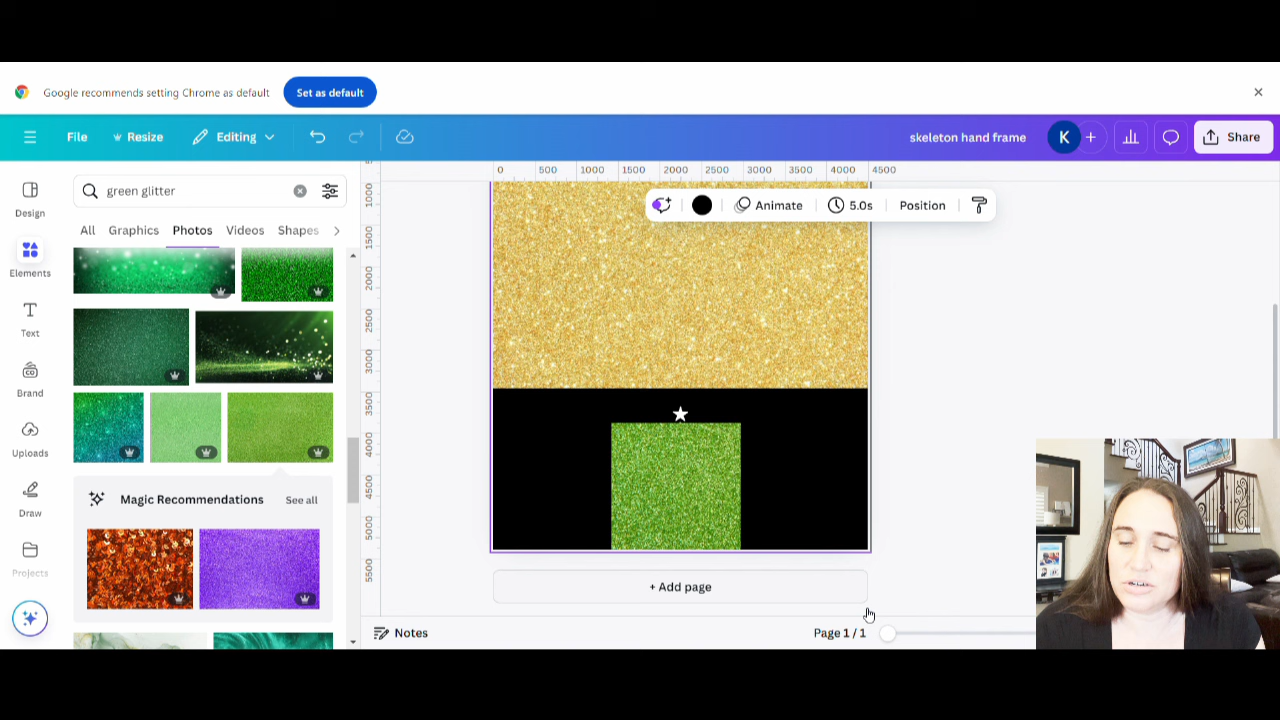 Google recommends setting Chrome as default
Set as default
File
Resize
Editing
skeleton hand frame
K
Share
Design
Elements
Text
Brand
Uploads
Draw
Projects
green glitter
All
Graphics
Photos
Videos
Shapes
Magic Recommendations
See all
0
500
1000
1500
2000
2500
3000
3500
4000
4500
1000
1500
2000
2500
3000
3500
4000
4500
5000
5500
Animate
5.0s
Position
+ Add page
Notes
Page 1 / 1